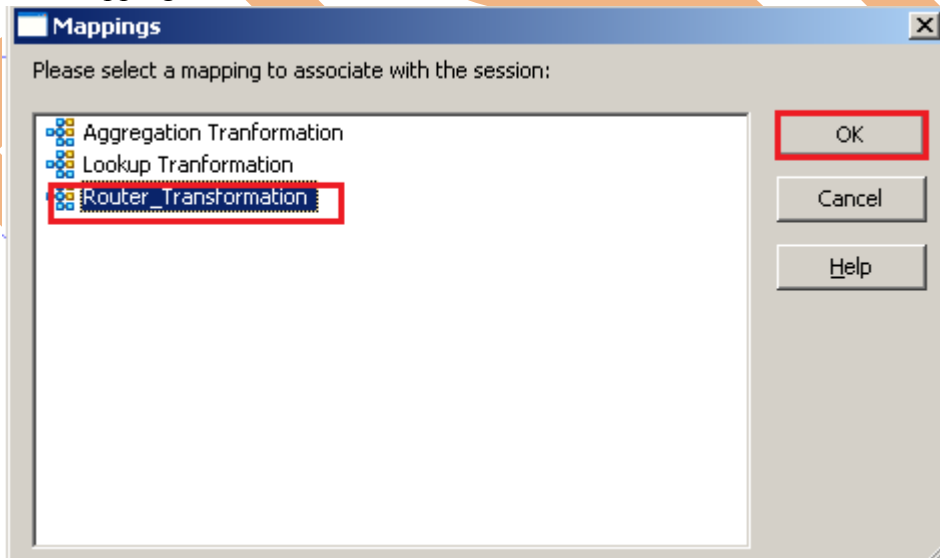 Mappings
Please select a mapping to associate with the session:
Aggregation Tranformation
Lookup Tranformation
Router_Transformation
OK
Cancel
Help